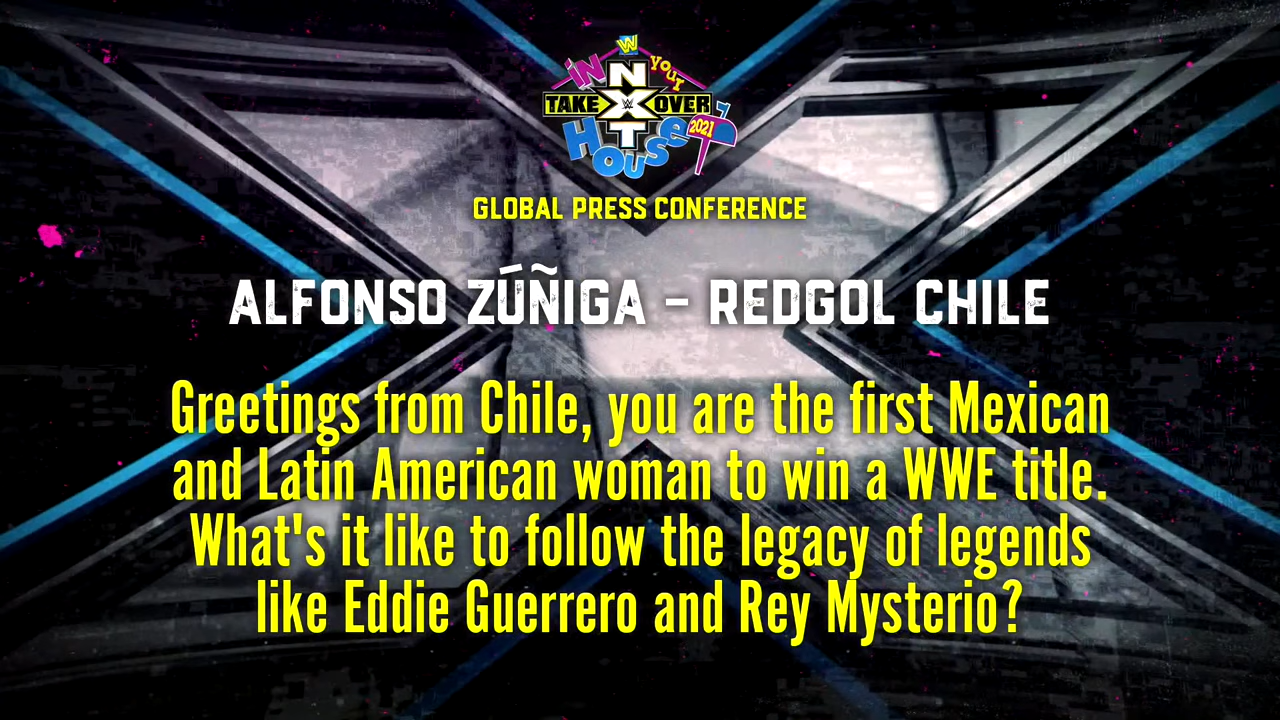 W
IN YOUR
NXT
TAKE OVER
HOUSE 2021
GLOBAL PRESS CONFERENCE
ALFONSO ZÚÑIGA - REDGOL CHILE
Greetings from Chile, you are the first Mexican
and Latin American woman to win a WWE title.
What's it like to follow the legacy of legends
like Eddie Guerrero and Rey Mysterio?